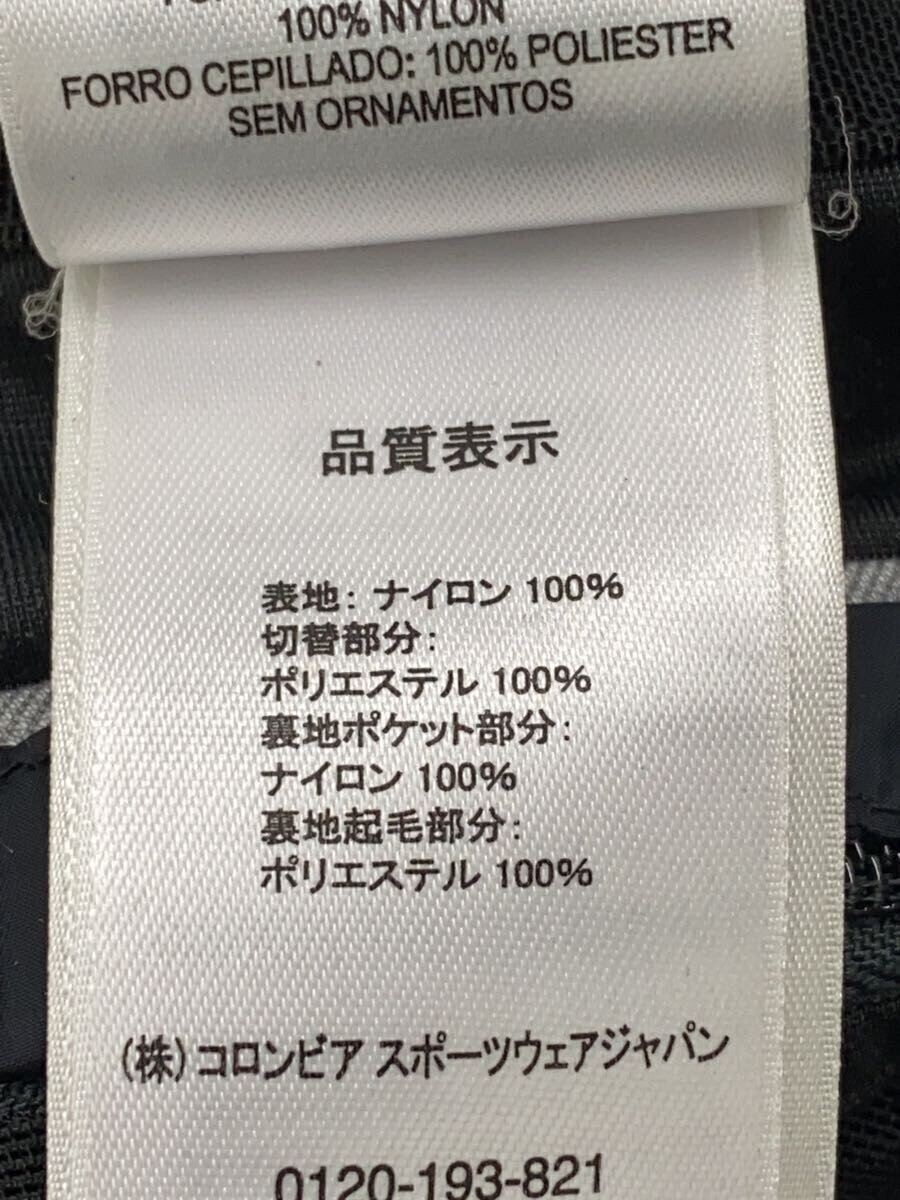 100% NYLON
FORRO CEPILLADO: 100% POLIESTER
SEM ORNAMENTOS
品質表示
表地: ナイロン 100%
切替部分:
ポリエステル 100%
裏地ポケット部分:
ナイロン 100%
裏地起毛部分:
ポリエステル 100%
(株) コロンビア スポーツウェアジャパン
0120-193-821